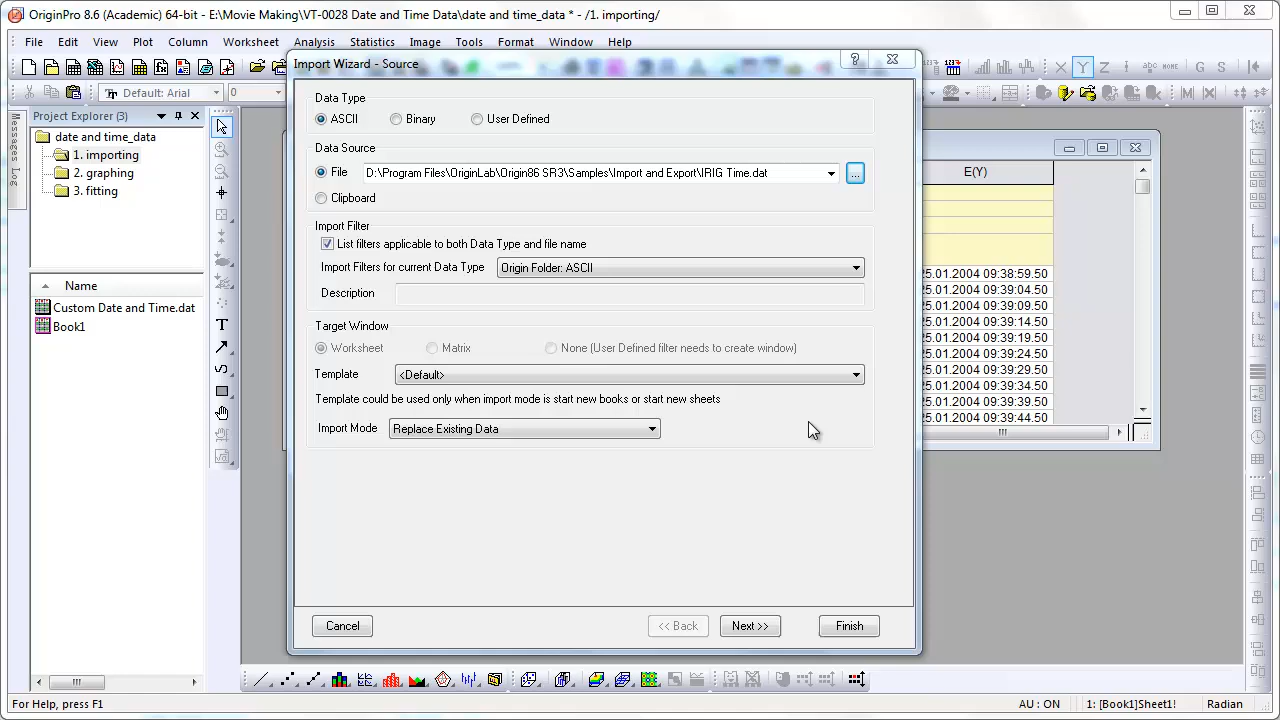 OriginPro 8.6 (Academic) 64-bit - E:\Movie Making\VT-0028 Date and Time Data\date and time_data * - /1. importing/
File Edit View Plot Column Worksheet Analysis Statistics Image Tools Format Window Help
Default: Arial 0
Messages Log
Project Explorer (3)
date and time_data
1. importing
2. graphing
3. fitting
Name
Custom Date and Time.dat
Book1
Import Wizard - Source
Data Type
ASCII Binary User Defined
Data Source
File D:\Program Files\OriginLab\Origin86 SR3\Samples\Import and Export\IRIG Time.dat ...
Clipboard
Import Filter
List filters applicable to both Data Type and file name
Import Filters for current Data Type Origin Folder: ASCII
Description
Target Window
Worksheet Matrix None (User Defined filter needs to create window)
Template <Default>
Template could be used only when import mode is start new books or start new sheets
Import Mode Replace Existing Data
Cancel << Back Next >> Finish
E(Y)
25.01.2004 09:38:59.50
25.01.2004 09:39:04.50
25.01.2004 09:39:09.50
25.01.2004 09:39:14.50
25.01.2004 09:39:19.50
25.01.2004 09:39:24.50
25.01.2004 09:39:29.50
25.01.2004 09:39:34.50
25.01.2004 09:39:39.50
25.01.2004 09:39:44.50
For Help, press F1 AU : ON 1: [Book1]Sheet1! Radian